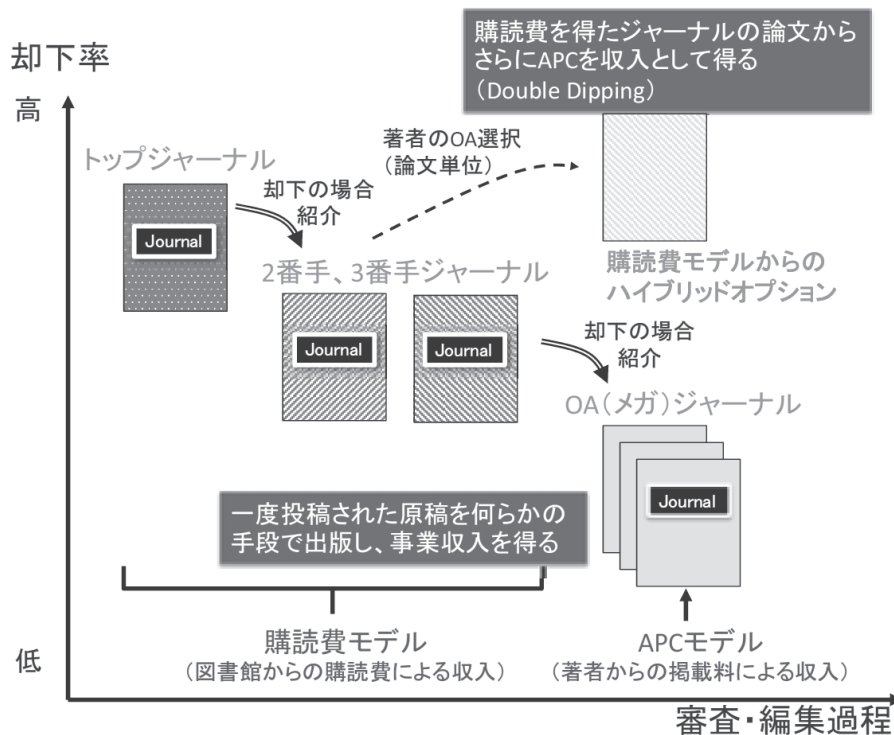 却下率
高
購読費を得たジャーナルの論文から
さらにAPCを収入として得る
（Double Dipping）
トップジャーナル
著者のOA選択
（論文単位）
却下の場合
紹介
Journal
2番手、3番手ジャーナル
購読費モデルからの
ハイブリッドオプション
Journal
Journal
却下の場合
紹介
OA（メガ）ジャーナル
Journal
一度投稿された原稿を何らかの
手段で出版し、事業収入を得る
購読費モデル
（図書館からの購読費による収入）
APCモデル
（著者からの掲載料による収入）
低
審査・編集過程